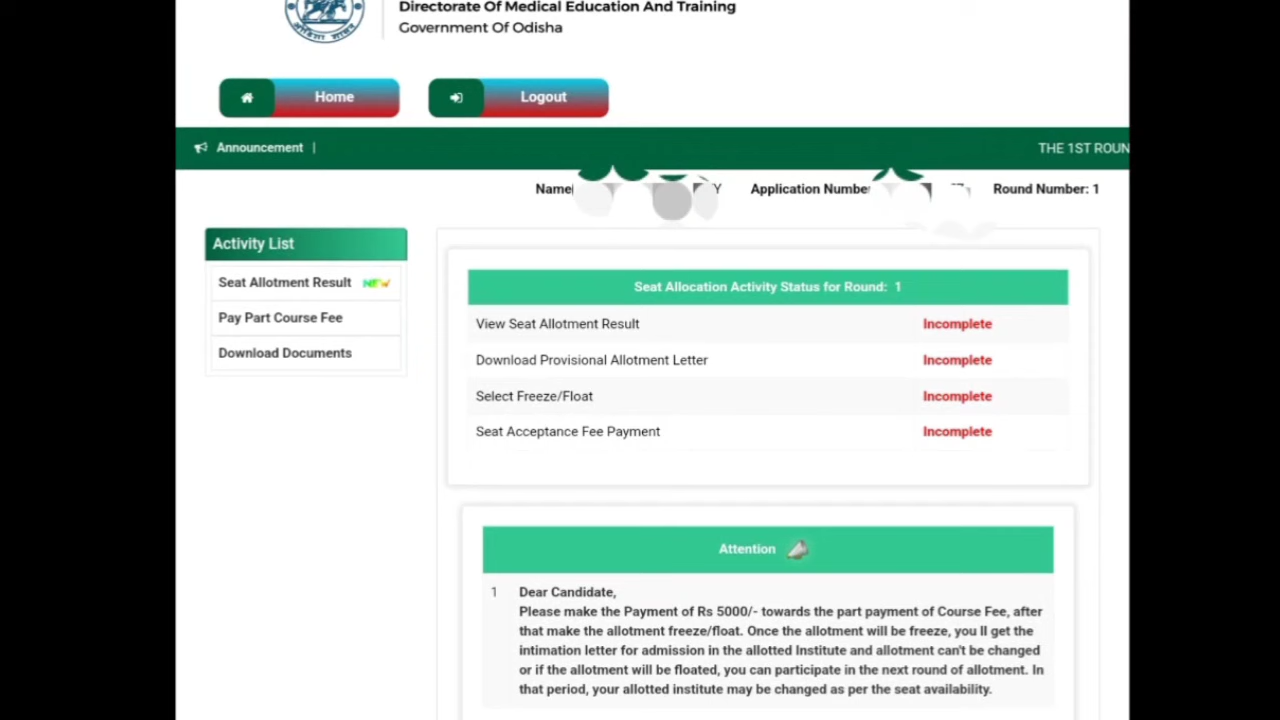 Directorate Of Medical Education And Training
Government Of Odisha
Home
Logout
Announcement |
THE 1ST ROUN
Name
Y
Application Number
Round Number: 1
Activity List
Seat Allotment Result NEW
Pay Part Course Fee
Download Documents
Seat Allocation Activity Status for Round: 1
View Seat Allotment Result Incomplete
Download Provisional Allotment Letter Incomplete
Select Freeze/Float Incomplete
Seat Acceptance Fee Payment Incomplete
Attention
1 Dear Candidate,
Please make the Payment of Rs 5000/- towards the part payment of Course Fee, after
that make the allotment freeze/float. Once the allotment will be freeze, you ll get the
intimation letter for admission in the allotted Institute and allotment can't be changed
or if the allotment will be floated, you can participate in the next round of allotment. In
that period, your allotted institute may be changed as per the seat availability.